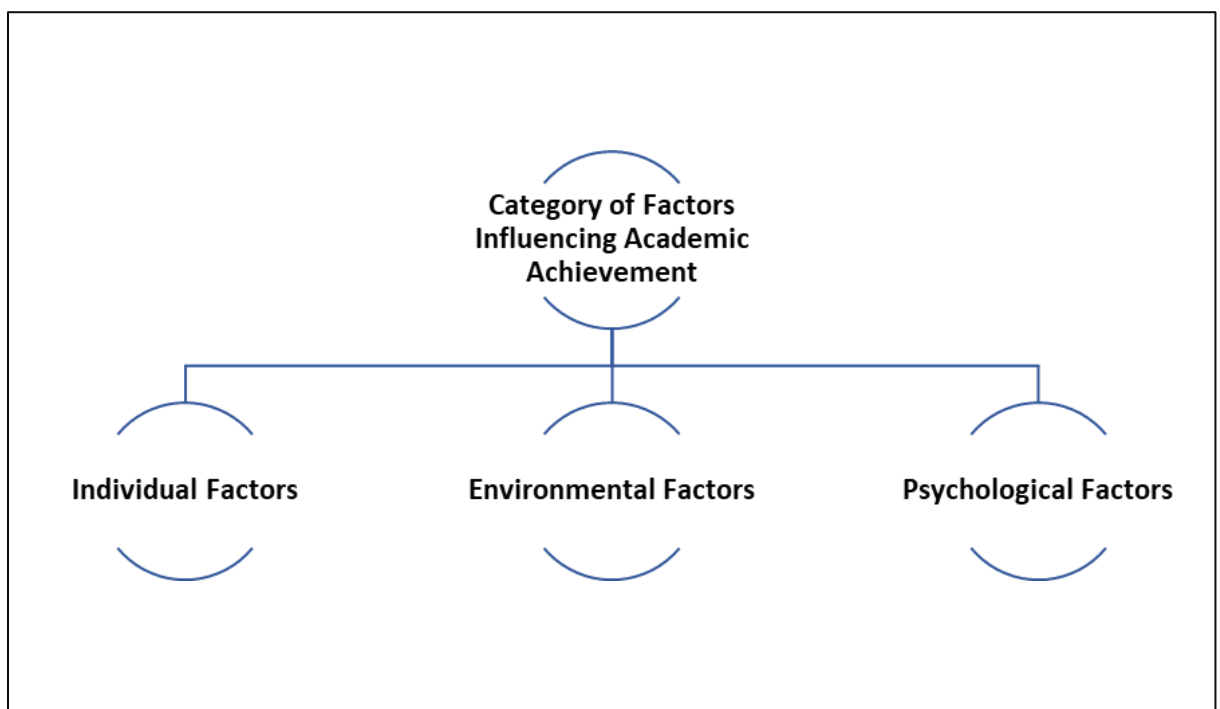 Category of Factors
Influencing Academic
Achievement
Individual Factors
Environmental Factors
Psychological Factors